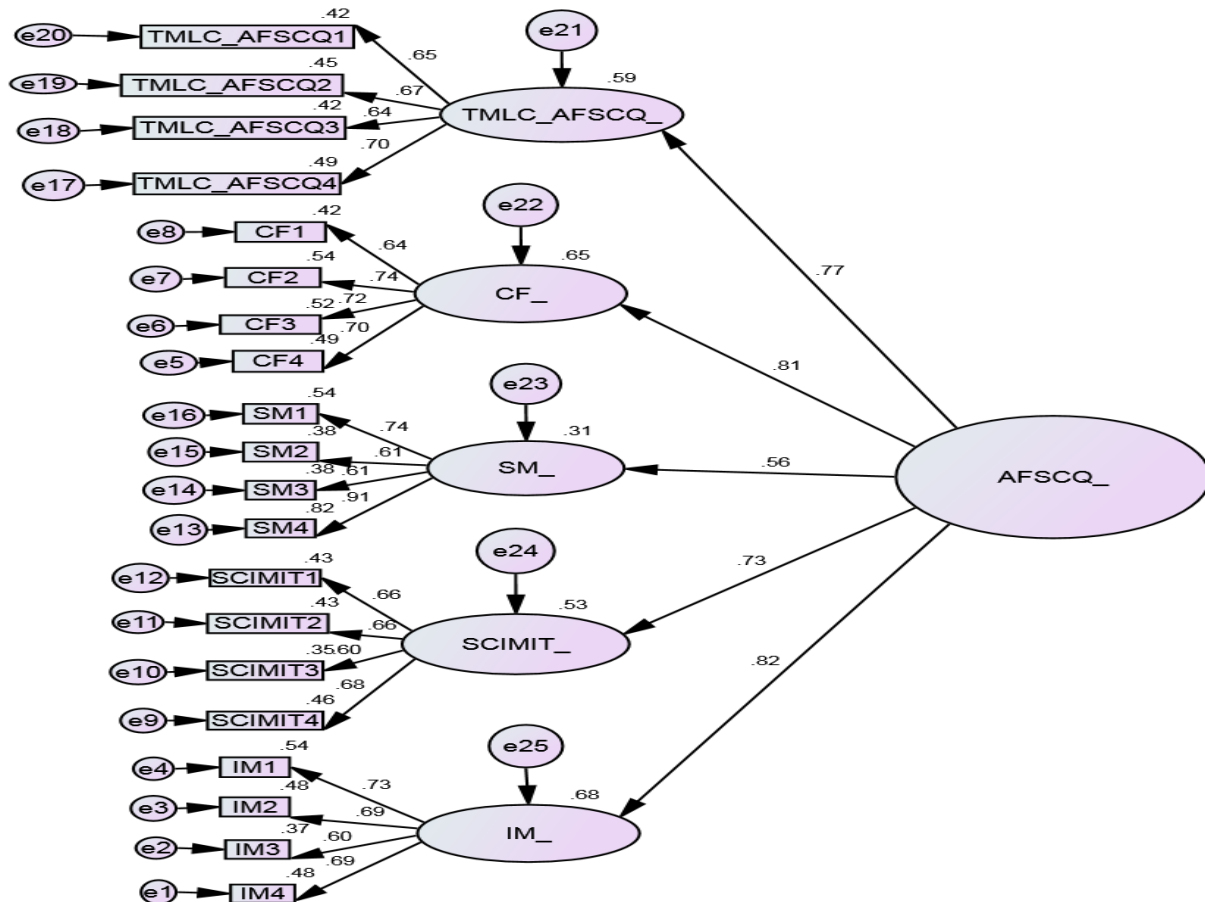 .42
e20 TMLC_AFSCQ1
.65
e21
.45
e19 TMLC_AFSCQ2
.67
.59
TMLC_AFSCQ_
.42
e18 TMLC_AFSCQ3
.64
.70
.49
e17 TMLC_AFSCQ4
.77
e22
.42
e8 CF1
.64
.65
.54
e7 CF2
.74
CF_
.52
.72
e6 CF3
.70
.49
e5 CF4
.81
e23
.54
e16 SM1
.74
.31
.38
e15 SM2
.61
SM_
.56
AFSCQ_
.38
.61
e14 SM3
.91
.82
e13 SM4
e24
.43
e12 SCIMIT1
.66
.73
.53
.43
e11 SCIMIT2
.66
SCIMIT_
.35
.60
e10 SCIMIT3
.68
.46
e9 SCIMIT4
.82
e25
.54
e4 IM1
.73
.68
.48
e3 IM2
.69
IM_
.37
.60
e2 IM3
.69
.48
e1 IM4